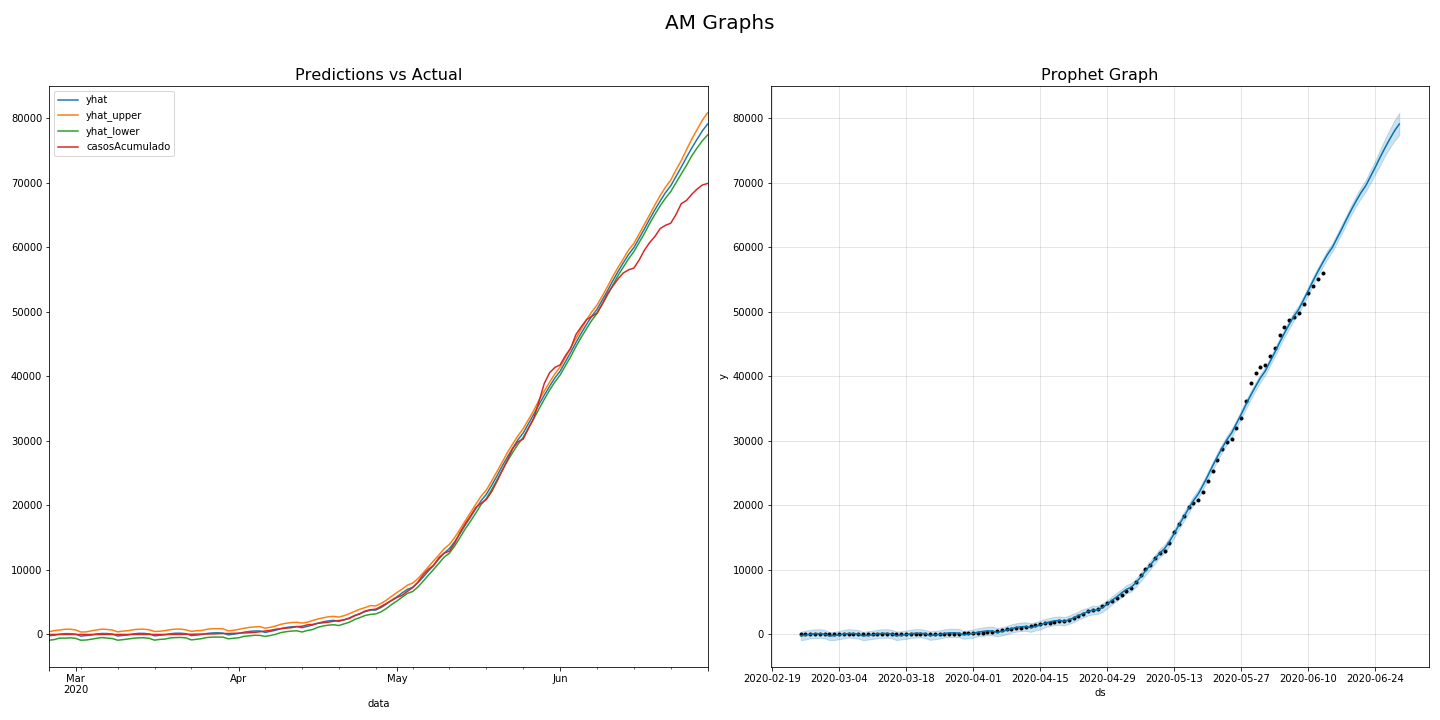 AM Graphs
Predictions vs Actual
yhat
yhat_upper
yhat_lower
casosAcumulado
80000
70000
60000
50000
40000
30000
20000
10000
0
Mar
2020
Apr
May
Jun
data
Prophet Graph
80000
70000
60000
50000
40000
30000
20000
10000
0
y
2020-02-19 2020-03-04 2020-03-18 2020-04-01 2020-04-15 2020-04-29 2020-05-13 2020-05-27 2020-06-10 2020-06-24
ds